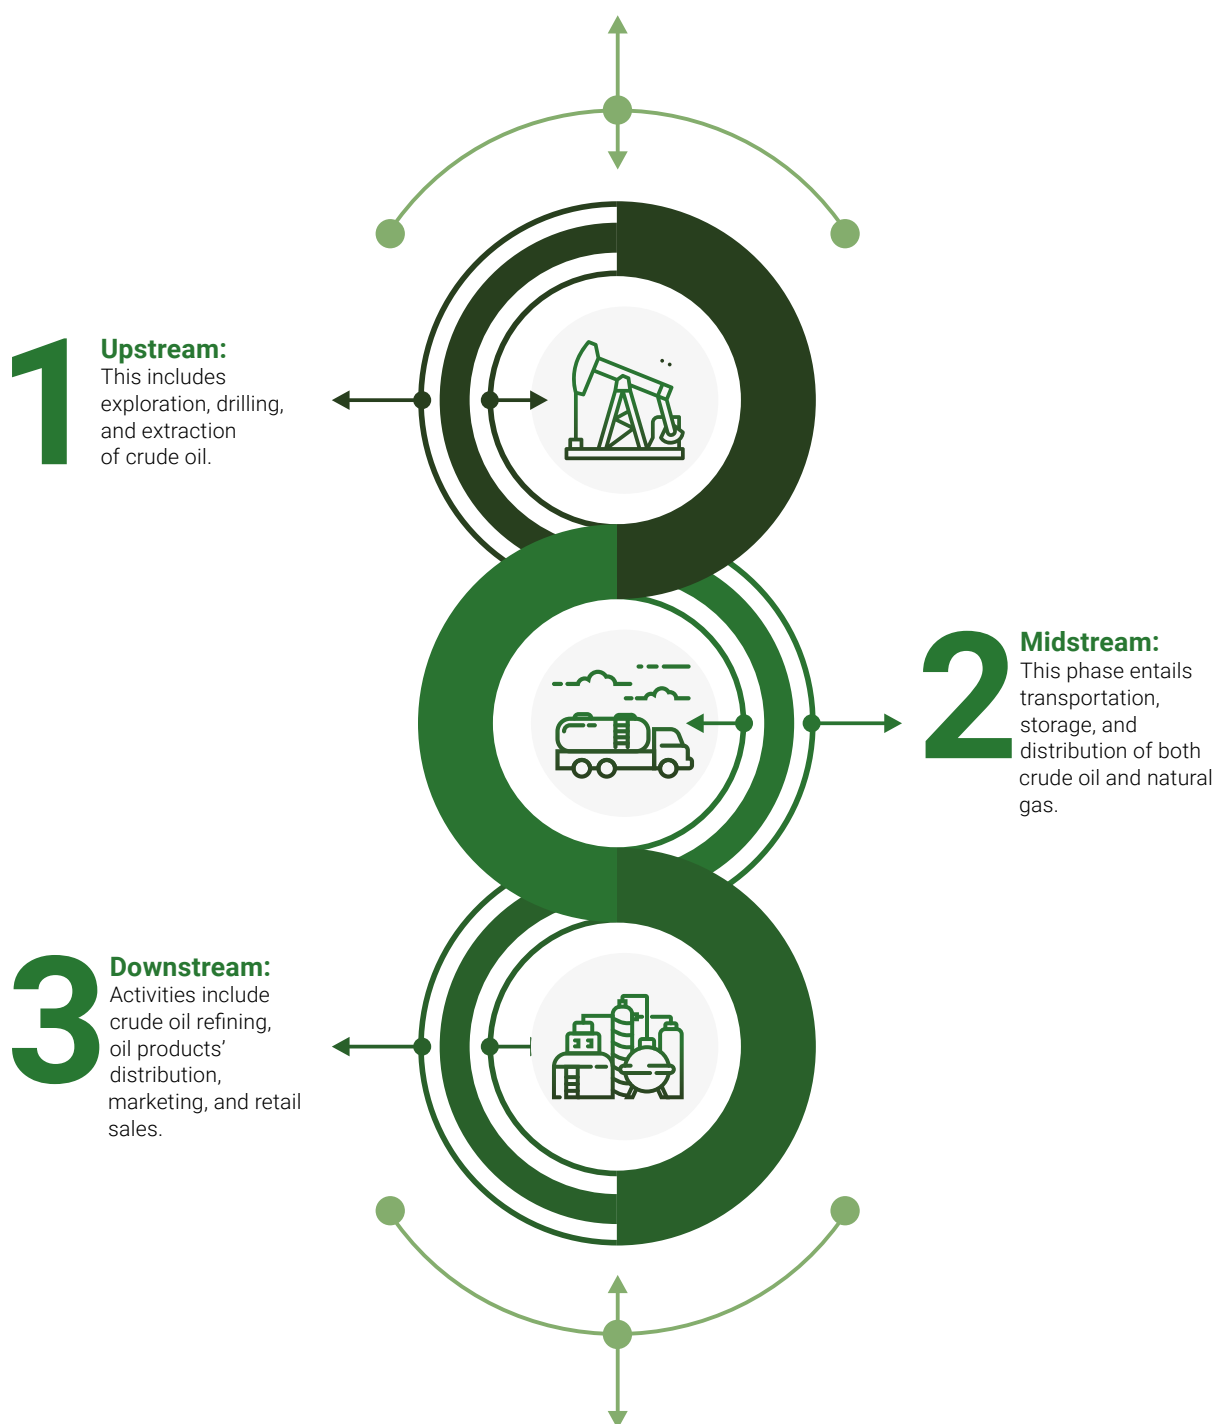 1
Upstream:
This includes
exploration, drilling,
and extraction
of crude oil.
2
Midstream:
This phase entails
transportation,
storage, and
distribution of both
crude oil and natural
gas.
3
Downstream:
Activities include
crude oil refining,
oil products’
distribution,
marketing, and retail
sales.